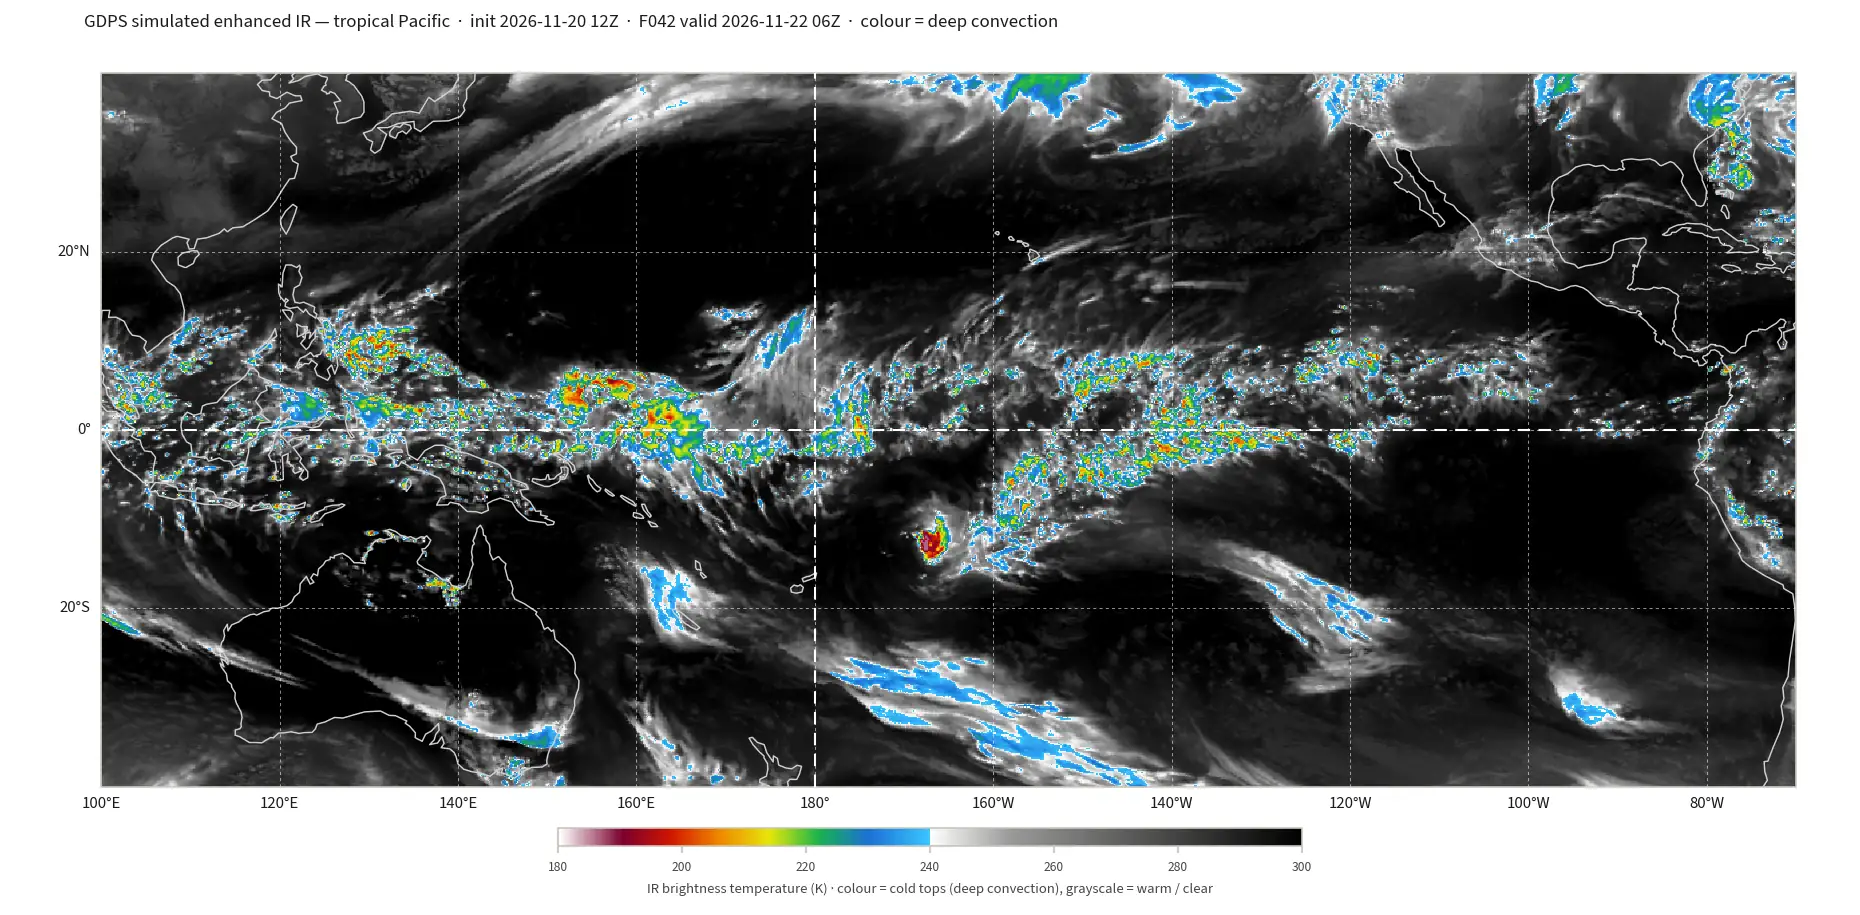 GDPS simulated enhanced IR — tropical Pacific · init 2026-11-20 12Z · F042 valid 2026-11-22 06Z · colour = deep convection
20°N
0°
20°S
100°E 120°E 140°E 160°E 180° 160°W 140°W 120°W 100°W 80°W
180 200 220 240 260 280 300
IR brightness temperature (K) · colour = cold tops (deep convection), grayscale = warm / clear